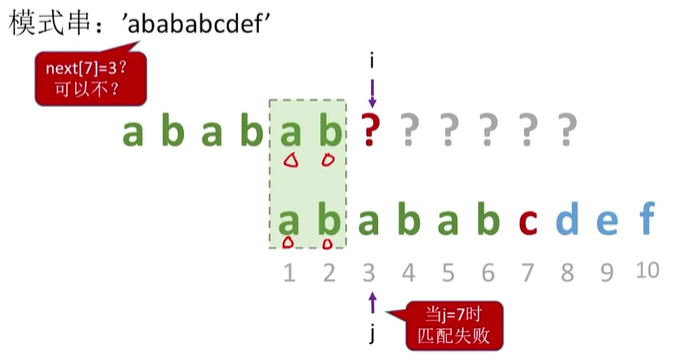 模式串：’abababcdef’
next[7]=3？
可以不？
i
a b a b a b ? ? ? ? ? ?
a b a b a b c d e f
1 2 3 4 5 6 7 8 9 10
j
当j=7时
匹配失败